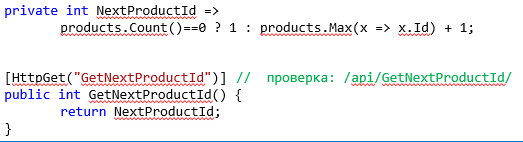 private int NextProductId =>
products.Count()==0 ? 1 : products.Max(x => x.Id) + 1;
[HttpGet("GetNextProductId")] // проверка: /api/GetNextProductId/
public int GetNextProductId() {
return NextProductId;
}